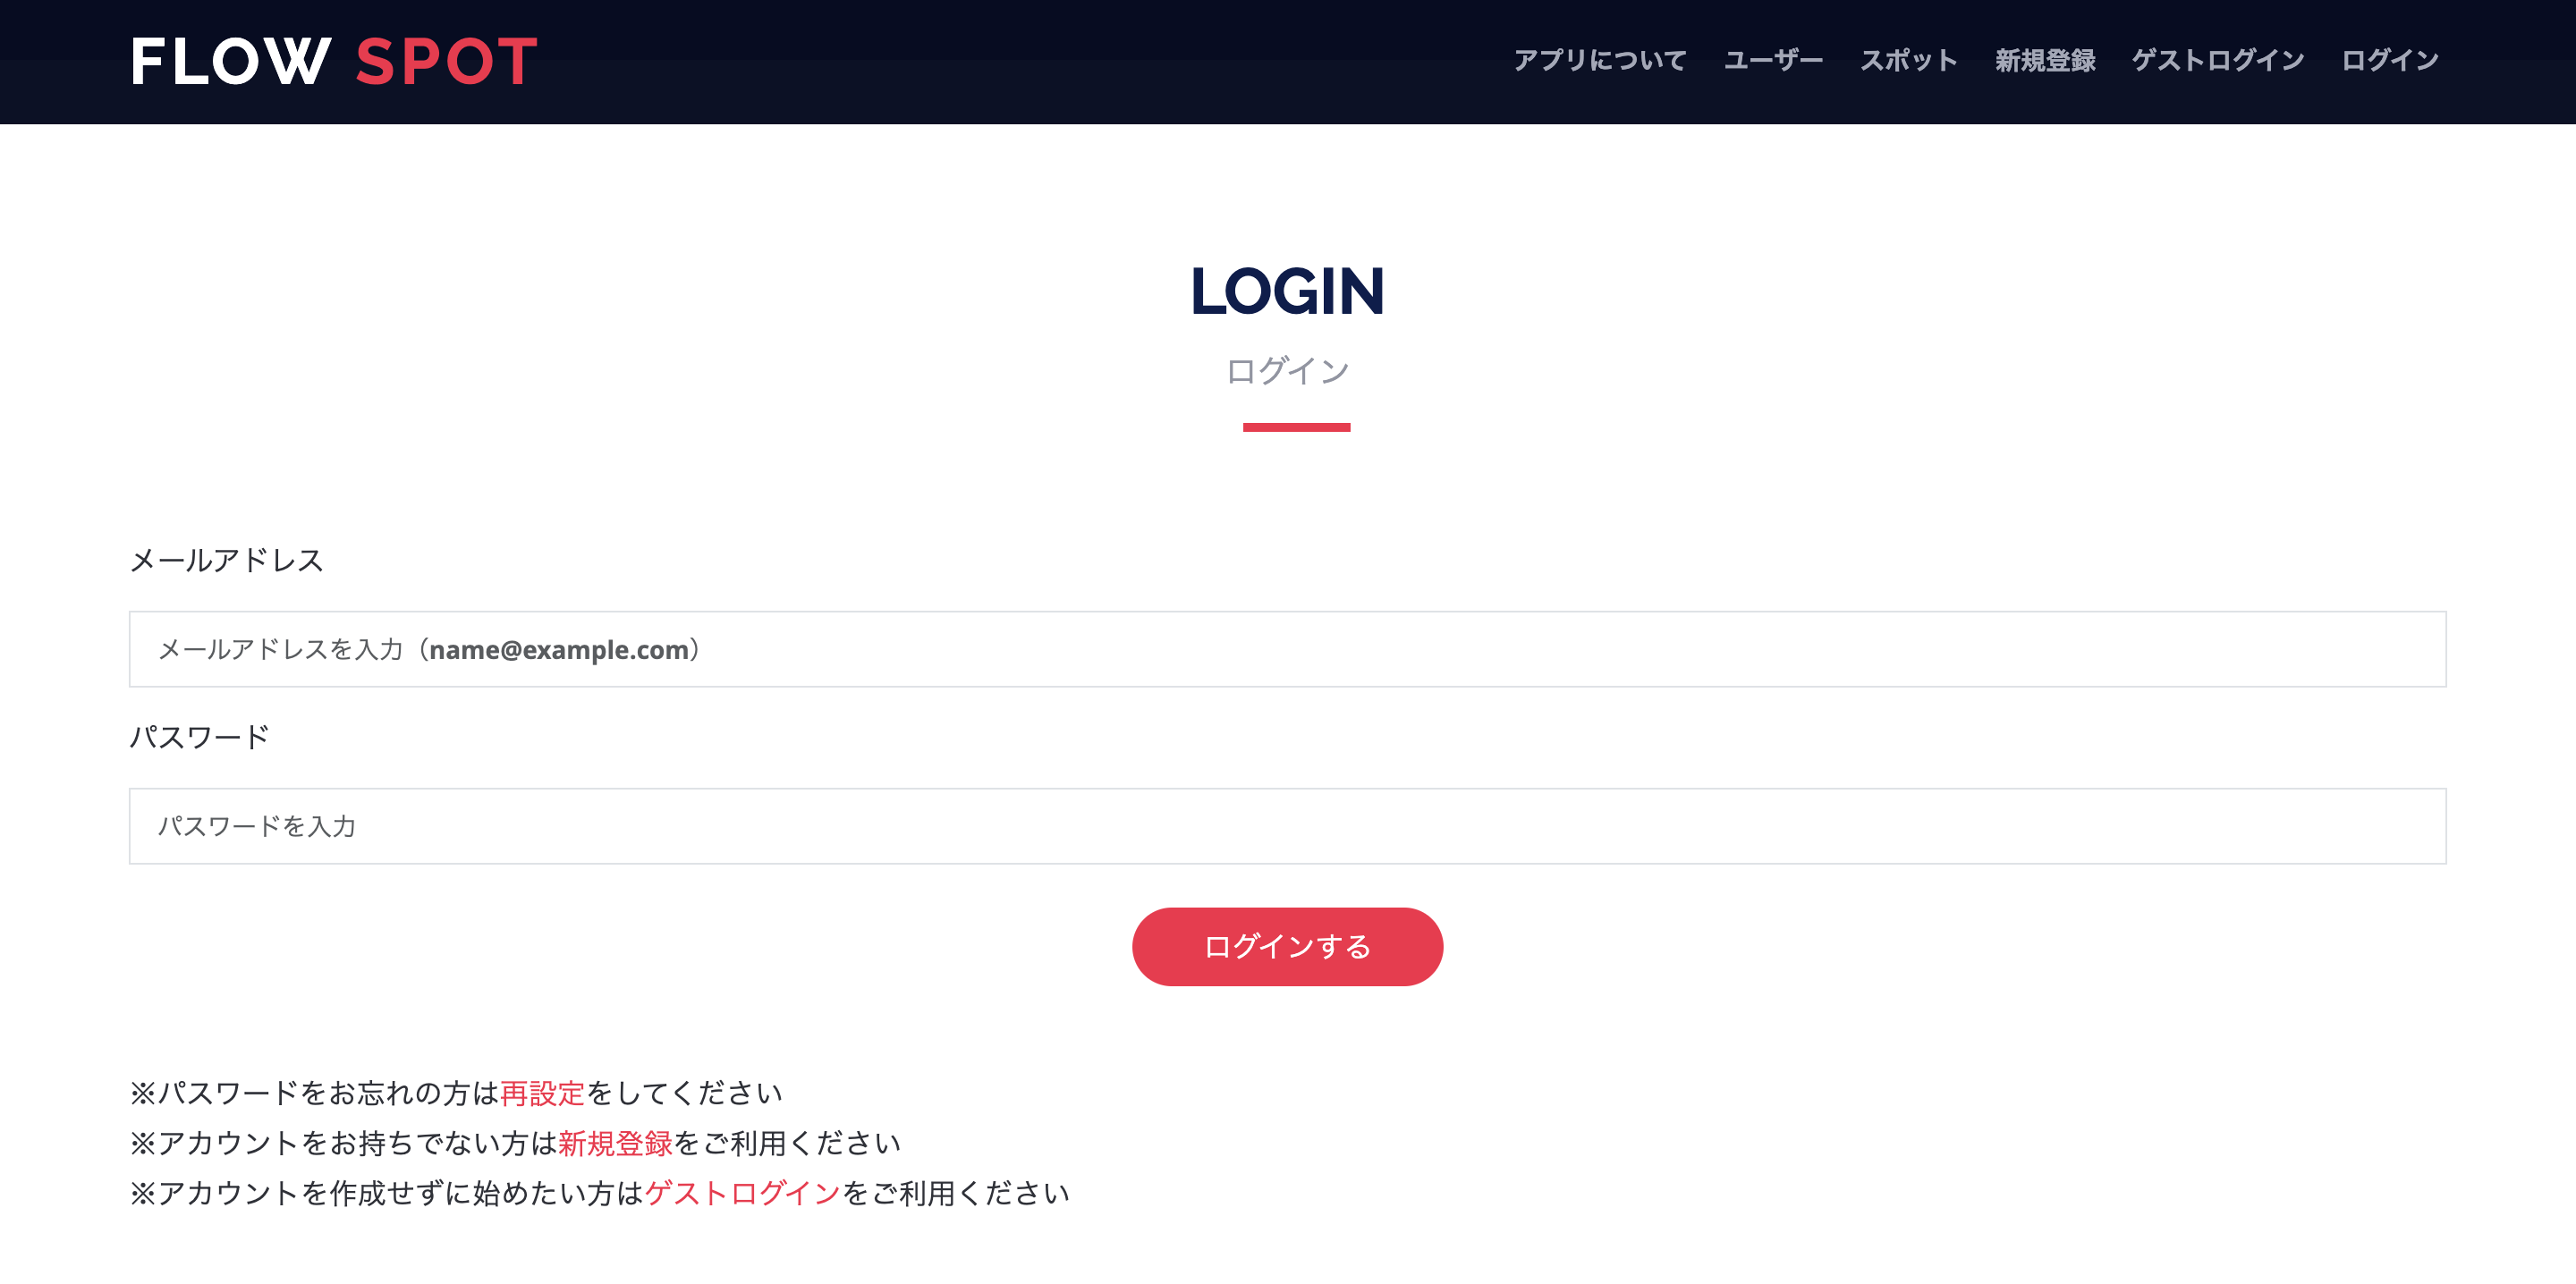 FLOW SPOT
アプリについて ユーザー スポット 新規登録 ゲストログイン ログイン
LOGIN
ログイン
メールアドレス
メールアドレスを入力（name@example.com）
パスワード
パスワードを入力
ログインする
※パスワードをお忘れの方は再設定をしてください
※アカウントをお持ちでない方は新規登録をご利用ください
※アカウントを作成せずに始めたい方はゲストログインをご利用ください